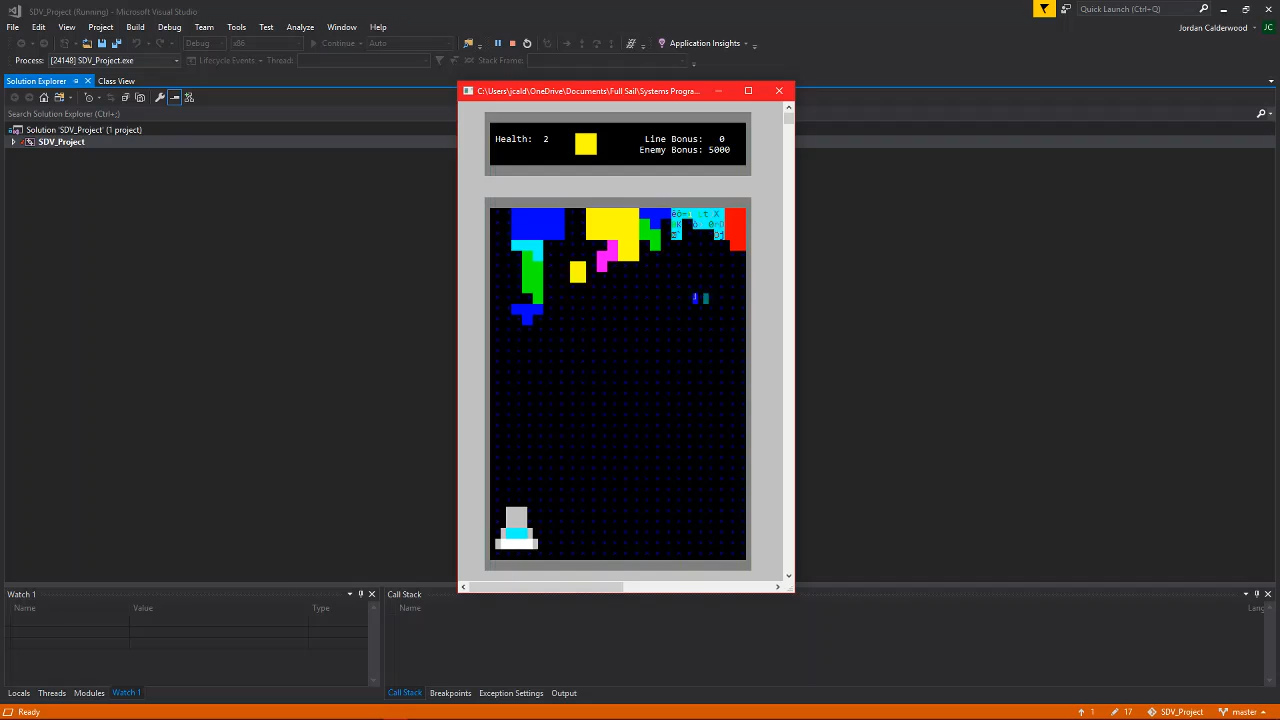 SDV_Project (Running) - Microsoft Visual Studio
Quick Launch (Ctrl+Q)
File Edit View Project Build Debug Team Tools Test Analyze Window Help
Jordan Calderwood JC
Debug x86 Continue Auto Application Insights
Process: [24148] SDV_Project.exe Lifecycle Events Thread: Stack Frame:
Solution Explorer Class View
Search Solution Explorer (Ctrl+;)
Solution 'SDV_Project' (1 project)
SDV_Project
C:\Users\jcald\OneDrive\Documents\Full Sail\Systems Progra...
Health: 2
Line Bonus: 0
Enemy Bonus: 5000
Watch 1
Name Value Type
Call Stack
Name Lang
Locals Threads Modules Watch 1
Call Stack Breakpoints Exception Settings Output
Ready
1 17 SDV_Project master